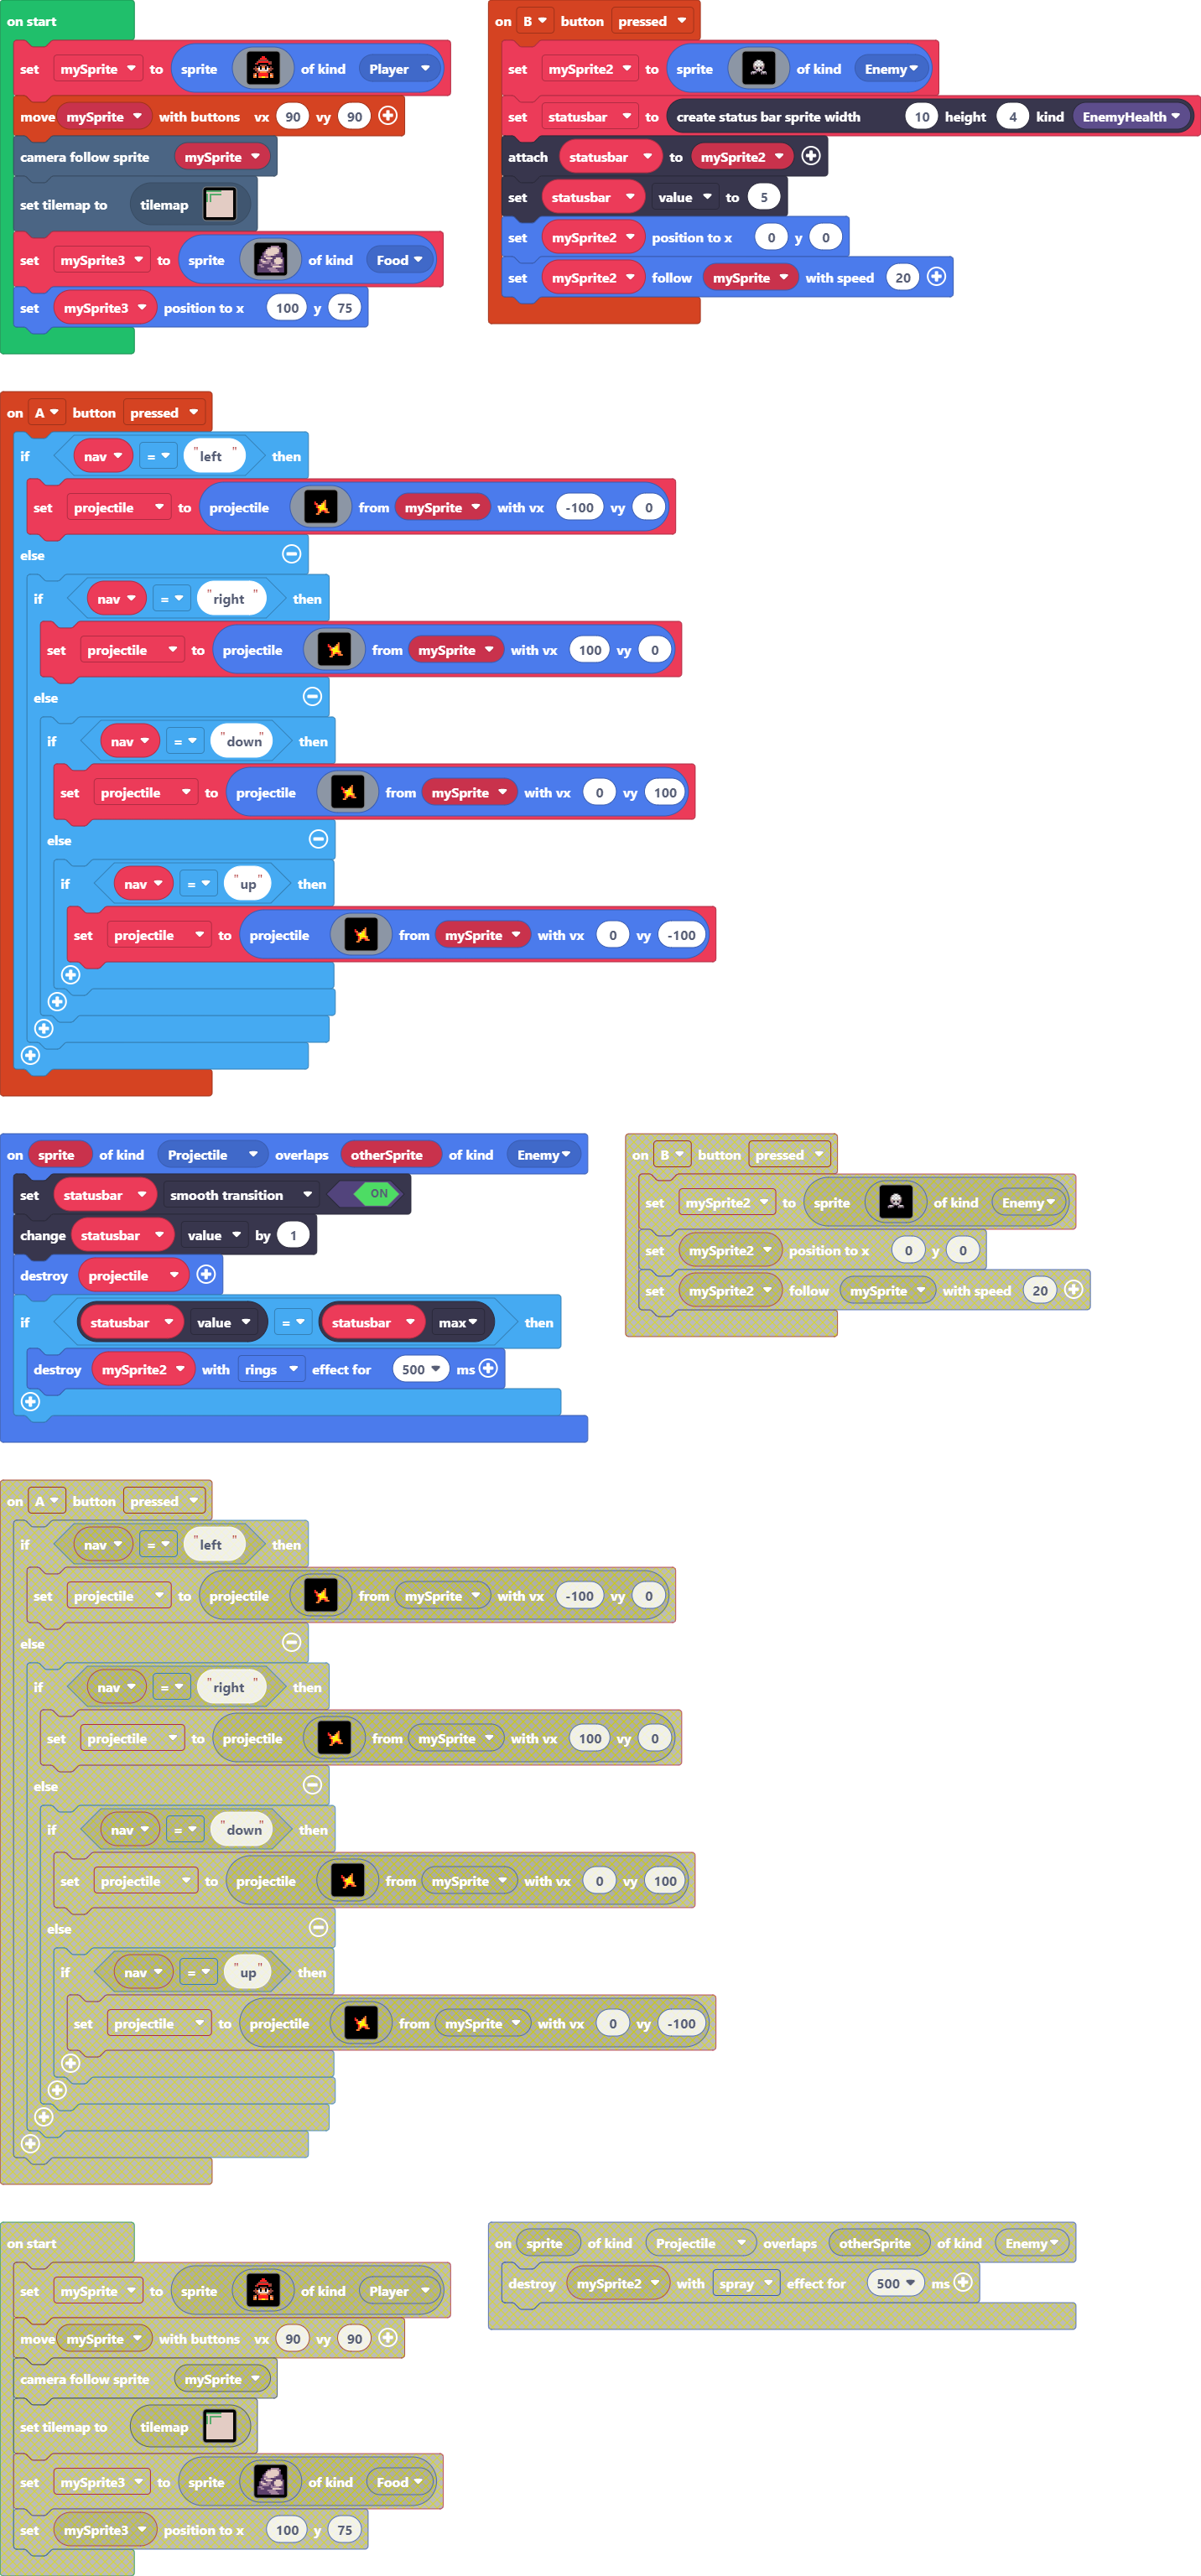 on start
set mySprite to sprite of kind Player
move mySprite with buttons vx 90 vy 90
camera follow sprite mySprite
set tilemap to tilemap
set mySprite3 to sprite of kind Food
set mySprite3 position to x 100 y 75
on B button pressed
set mySprite2 to sprite of kind Enemy
set statusbar to create status bar sprite width 10 height 4 kind EnemyHealth
attach statusbar to mySprite2
set statusbar value to 5
set mySprite2 position to x 0 y 0
set mySprite2 follow mySprite with speed 20
on A button pressed
if nav = "left" then
set projectile to projectile from mySprite with vx -100 vy 0
else
if nav = "right" then
set projectile to projectile from mySprite with vx 100 vy 0
else
if nav = "down" then
set projectile to projectile from mySprite with vx 0 vy 100
else
if nav = "up" then
set projectile to projectile from mySprite with vx 0 vy -100
on sprite of kind Projectile overlaps otherSprite of kind Enemy
set statusbar smooth transition ON
change statusbar value by 1
destroy projectile
if statusbar value = statusbar max then
destroy mySprite2 with rings effect for 500 ms
on B button pressed
set mySprite2 to sprite of kind Enemy
set mySprite2 position to x 0 y 0
set mySprite2 follow mySprite with speed 20
on A button pressed
if nav = "left" then
set projectile to projectile from mySprite with vx -100 vy 0
else
if nav = "right" then
set projectile to projectile from mySprite with vx 100 vy 0
else
if nav = "down" then
set projectile to projectile from mySprite with vx 0 vy 100
else
if nav = "up" then
set projectile to projectile from mySprite with vx 0 vy -100
on start
set mySprite to sprite of kind Player
move mySprite with buttons vx 90 vy 90
camera follow sprite mySprite
set tilemap to tilemap
set mySprite3 to sprite of kind Food
set mySprite3 position to x 100 y 75
on sprite of kind Projectile overlaps otherSprite of kind Enemy
destroy mySprite2 with spray effect for 500 ms